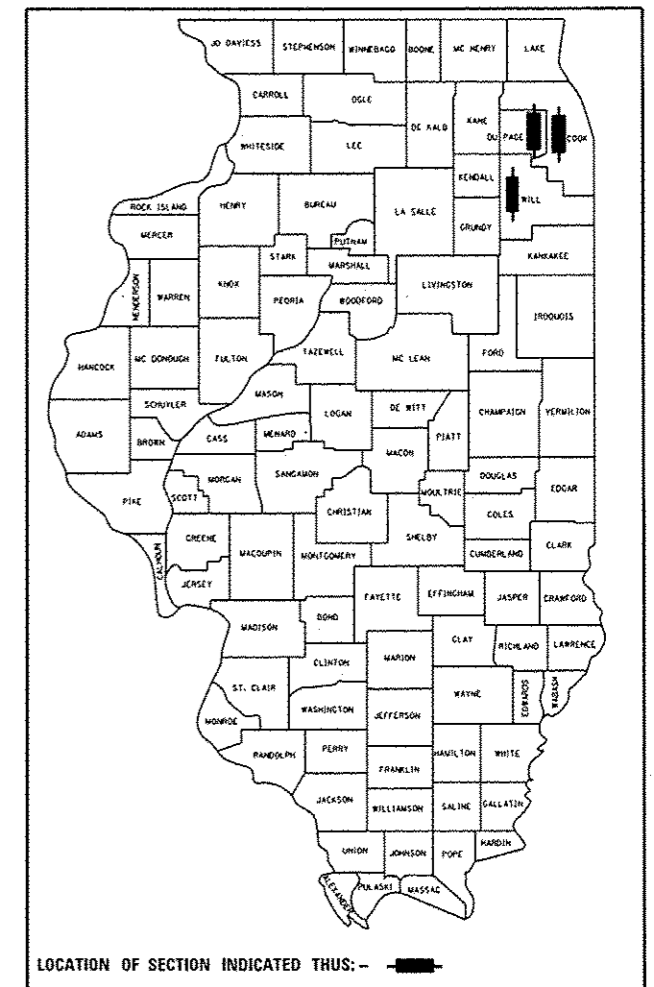 JO DAVIESS STEPHENSON WINNEBAGO BOONE MC HENRY LAKE
CARROLL OGLE DE KALB KANE DU PAGE COOK
WHITESIDE LEE
KENDALL WILL
ROCK ISLAND HENRY BUREAU LA SALLE GRUNDY
MERCER PUTNAM KANKAKEE
STARK MARSHALL
HENDERSON WARREN KNOX PEORIA WOODFORD LIVINGSTON IROQUOIS
HANCOCK MC DONOUGH FULTON TAZEWELL MC LEAN FORD
MASON
SCHUYLER LOGAN DE WITT CHAMPAIGN VERMILION
ADAMS BROWN CASS MENARD PIATT
MACON
MORGAN SANGAMON DOUGLAS EDGAR
PIKE SCOTT CHRISTIAN MOULTRIE COLES
GREENE SHELBY CLARK
CALHOUN MACOUPIN MONTGOMERY CUMBERLAND
JERSEY FAYETTE EFFINGHAM JASPER CRAWFORD
MADISON BOND
CLAY RICHLAND LAWRENCE
CLINTON MARION
ST. CLAIR WAYNE EDWARDS WABASH
WASHINGTON JEFFERSON
MONROE
RANDOLPH PERRY HAMILTON WHITE
FRANKLIN
JACKSON WILLIAMSON SALINE GALLATIN
UNION JOHNSON POPE HARDIN
ALEXANDER PULASKI MASSAC
LOCATION OF SECTION INDICATED THUS: -